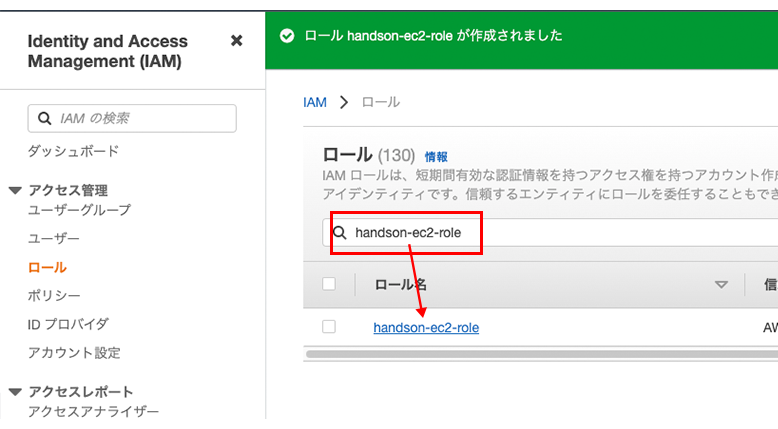 Identity and Access
Management (IAM)
IAM の検索
ダッシュボード
アクセス管理
ユーザーグループ
ユーザー
ロール
ポリシー
ID プロバイダ
アカウント設定
アクセスレポート
アクセスアナライザー
ロール handson-ec2-role が作成されました
IAM
ロール
ロール (130) 情報
IAM ロールは、短期間有効な認証情報を持つアクセス権を持つアカウント作成
アイデンティティです。信頼するエンティティにロールを委任することもでき
handson-ec2-role
ロール名
信
handson-ec2-role
AW